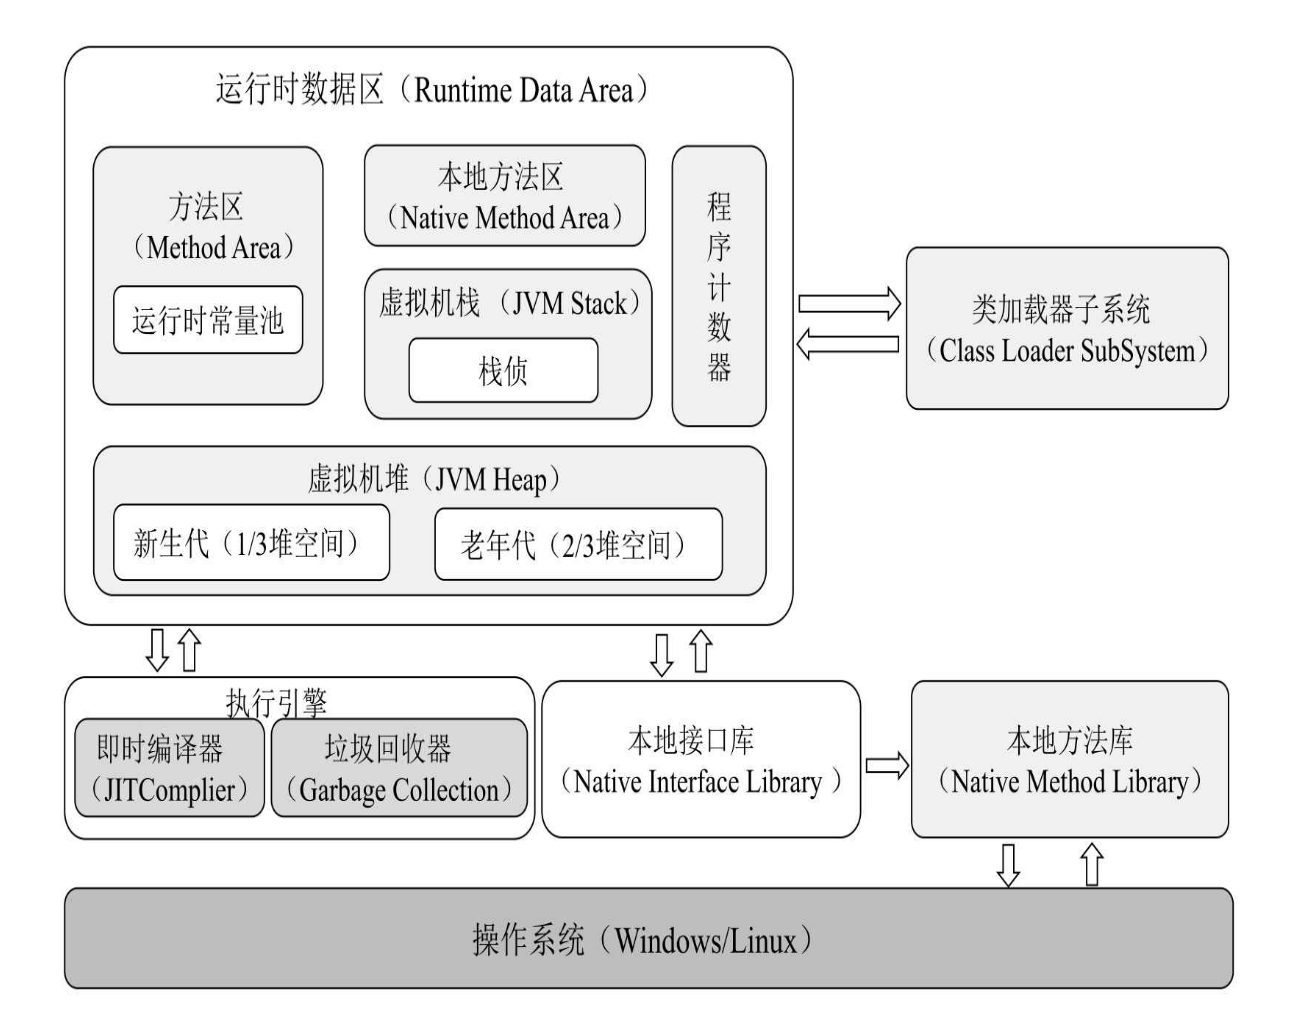 运行时数据区（Runtime Data Area）
方法区
（Method Area）
运行时常量池
本地方法区
（Native Method Area）
虚拟机栈 （JVM Stack）
栈侦
程
序
计
数
器
虚拟机堆（JVM Heap）
新生代（1/3堆空间）
老年代（2/3堆空间）
类加载器子系统
（Class Loader SubSystem）
执行引擎
即时编译器
（JITComplier）
垃圾回收器
（Garbage Collection）
本地接口库
（Native Interface Library ）
本地方法库
（Native Method Library）
操作系统（Windows/Linux）